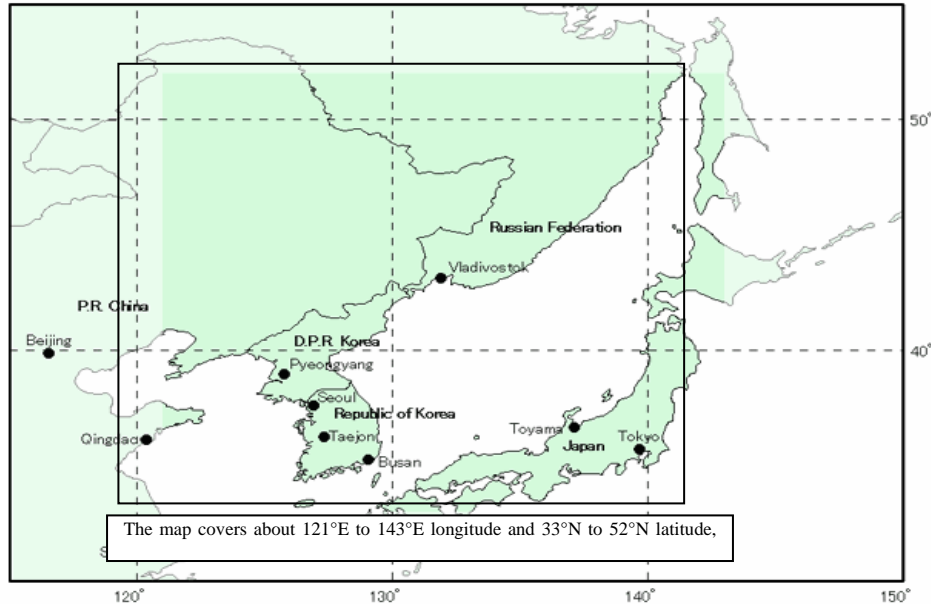 50°
Russian Federation
Vladivostok
P.R. China
Beijing
D.P.R. Korea
40°
Pyeongyang
Seoul
Republic of Korea
Qingdao
Taejon
Toyama
Tokyo
Japan
Busan
The map covers about 121°E to 143°E longitude and 33°N to 52°N latitude,
120°
130°
140°
150°